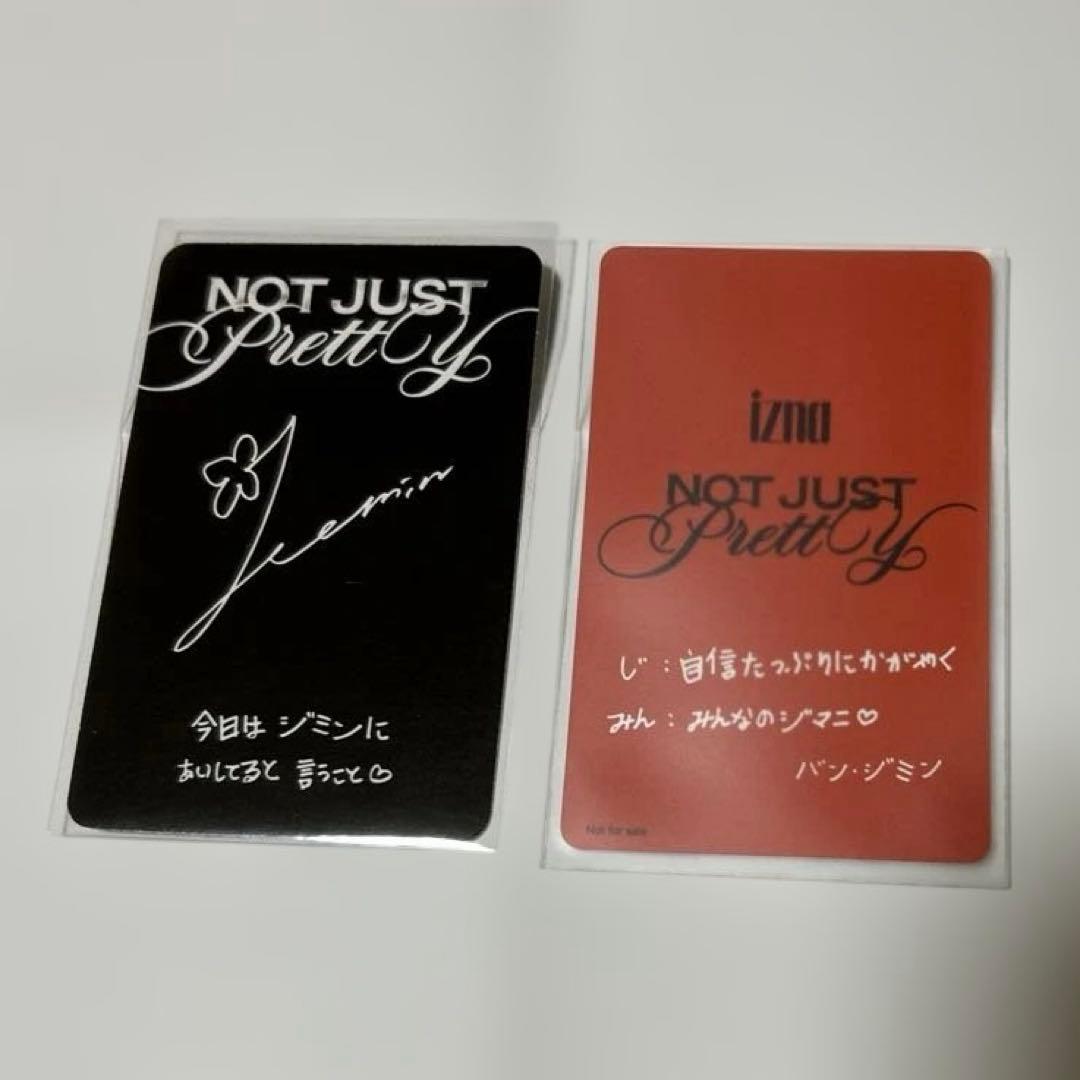 NOT JUST
Pretty
Jeemin
今日は ジミンに
あいしてると 言うこと♡
izna
NOT JUST
Pretty
じ : 自信たっぷりにかがやく
みん : みんなのジマニ♡
バン・ジミン
Not for sale